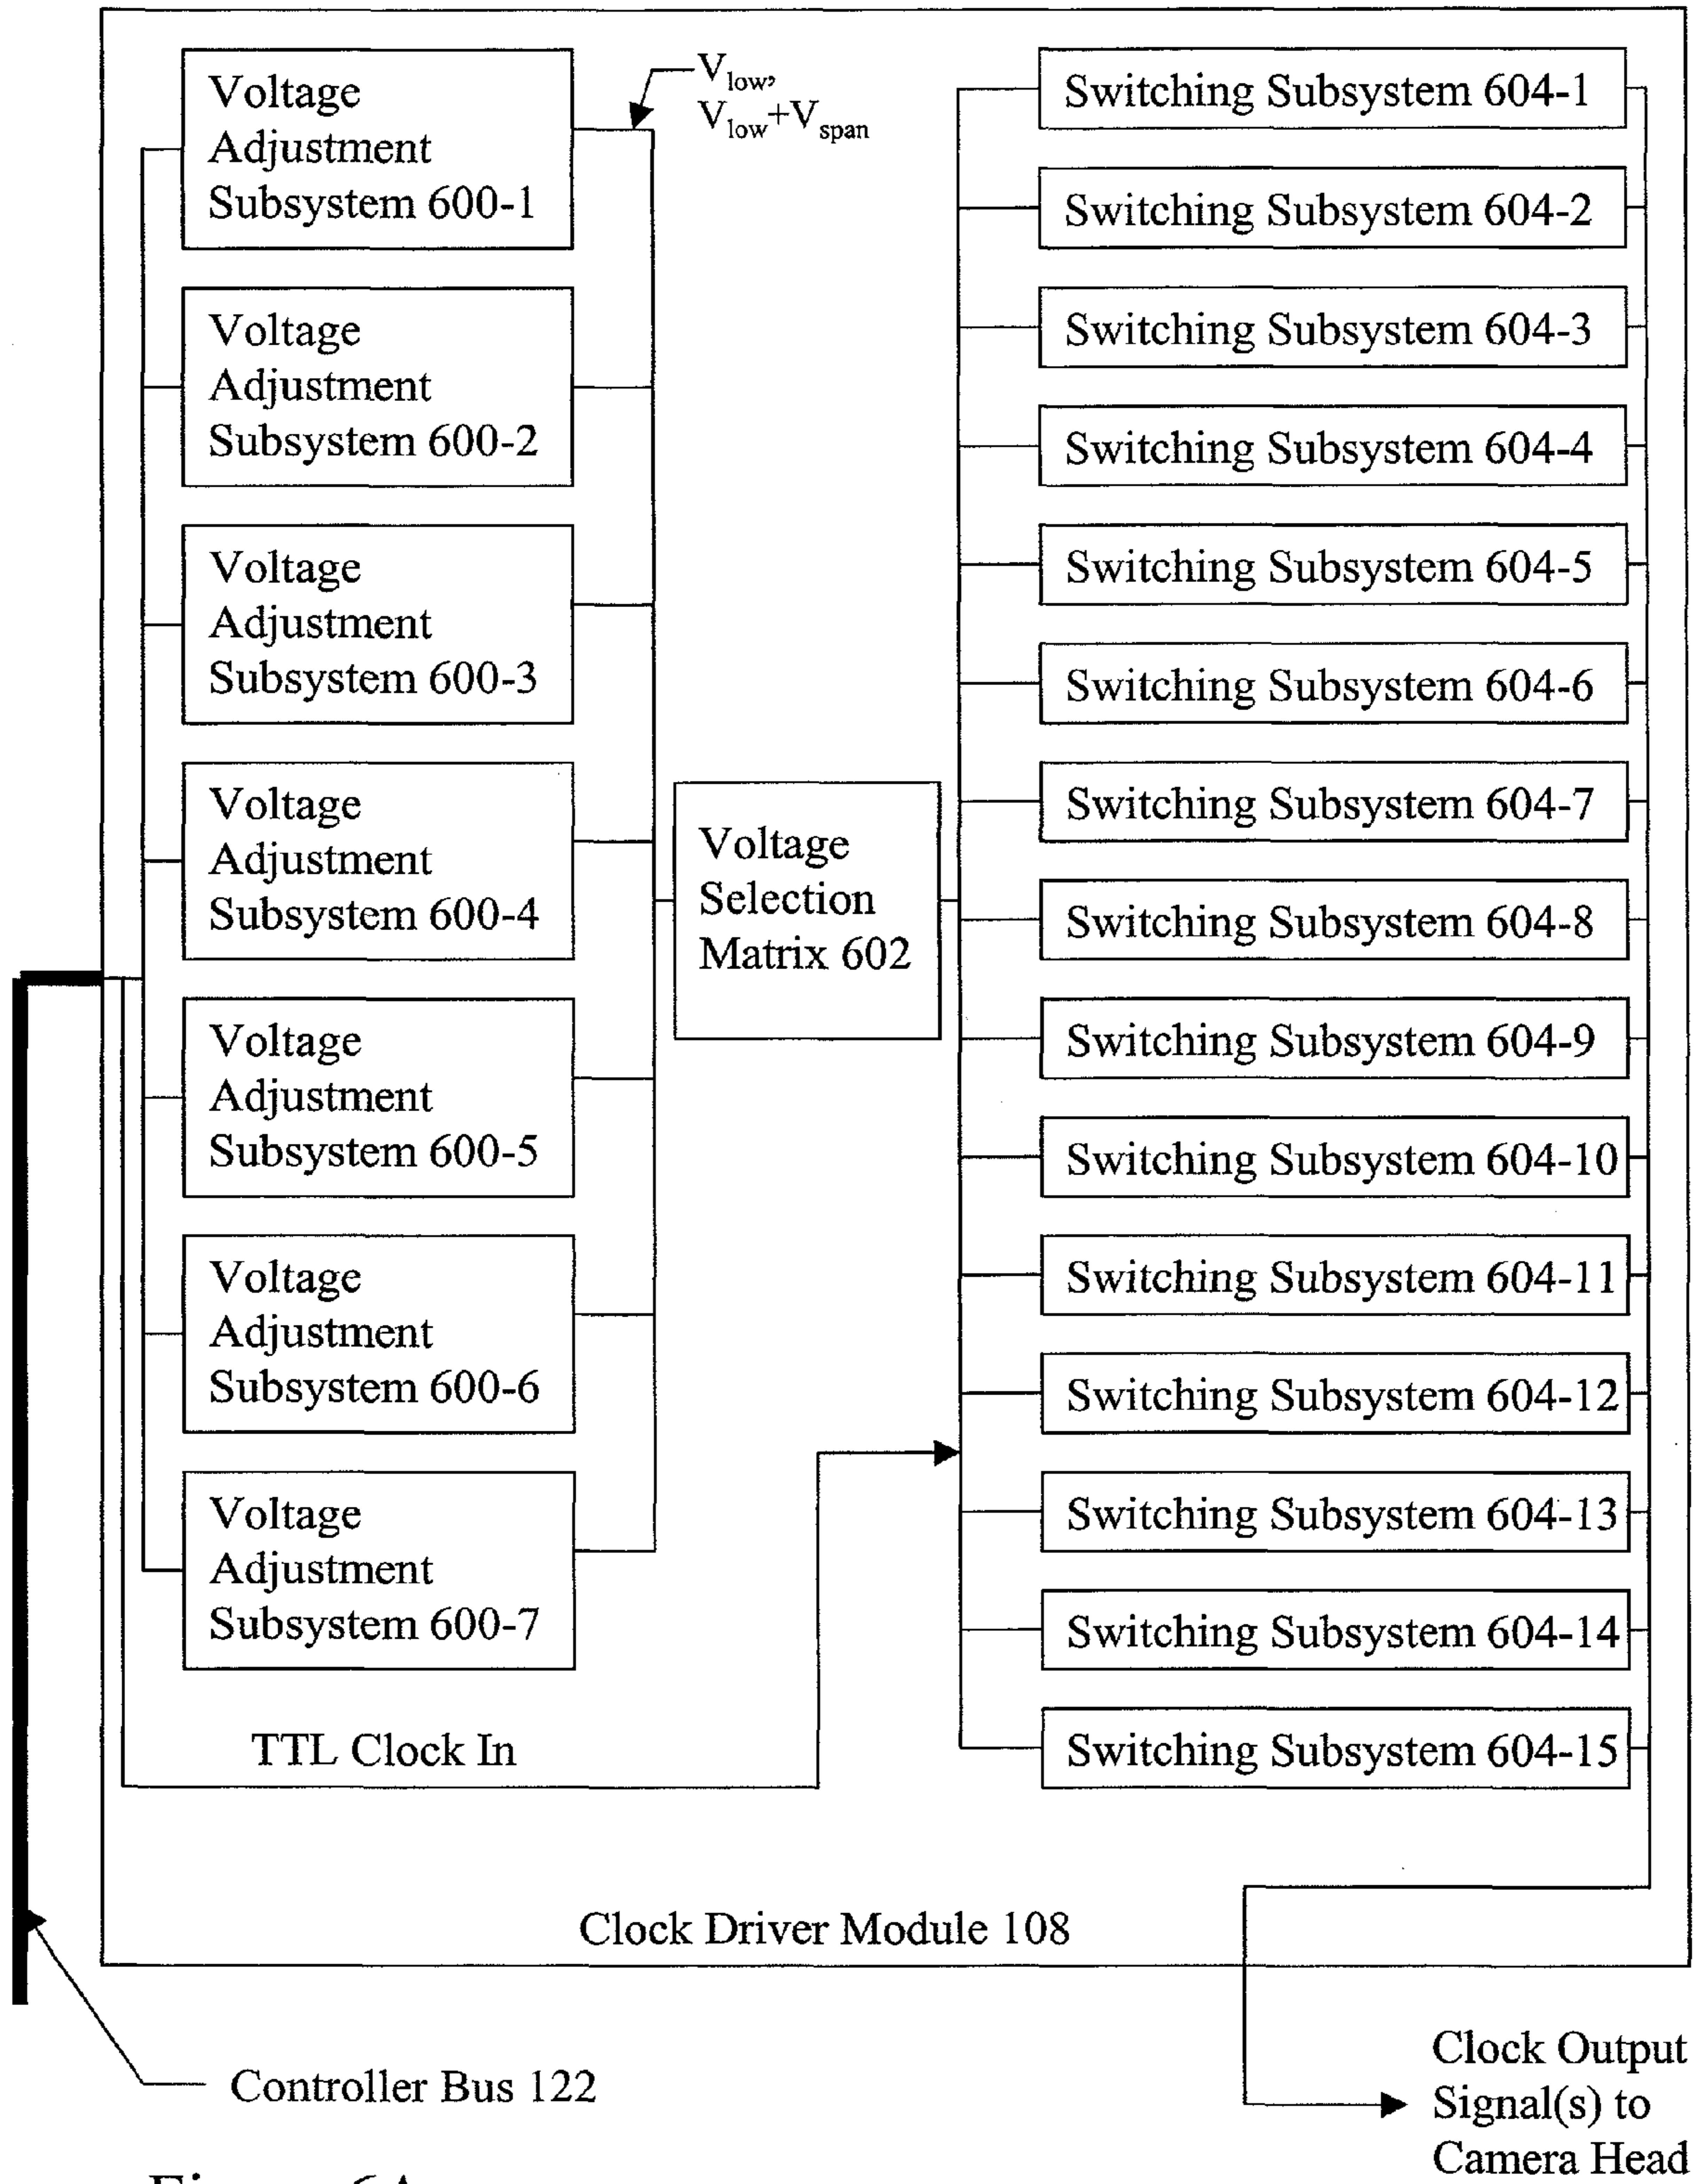 Voltage
Adjustment
Subsystem 600-1
Voltage
Adjustment
Subsystem 600-2
Voltage
Adjustment
Subsystem 600-3
Voltage
Adjustment
Subsystem 600-4
Voltage
Adjustment
Subsystem 600-5
Voltage
Adjustment
Subsystem 600-6
Voltage
Adjustment
Subsystem 600-7
TTL Clock In
Vlow,
Vlow+Vspan
Voltage
Selection
Matrix 602
Switching Subsystem 604-1
Switching Subsystem 604-2
Switching Subsystem 604-3
Switching Subsystem 604-4
Switching Subsystem 604-5
Switching Subsystem 604-6
Switching Subsystem 604-7
Switching Subsystem 604-8
Switching Subsystem 604-9
Switching Subsystem 604-10
Switching Subsystem 604-11
Switching Subsystem 604-12
Switching Subsystem 604-13
Switching Subsystem 604-14
Switching Subsystem 604-15
Clock Driver Module 108
Controller Bus 122
Clock Output
Signal(s) to
Camera Head
Figure 6A